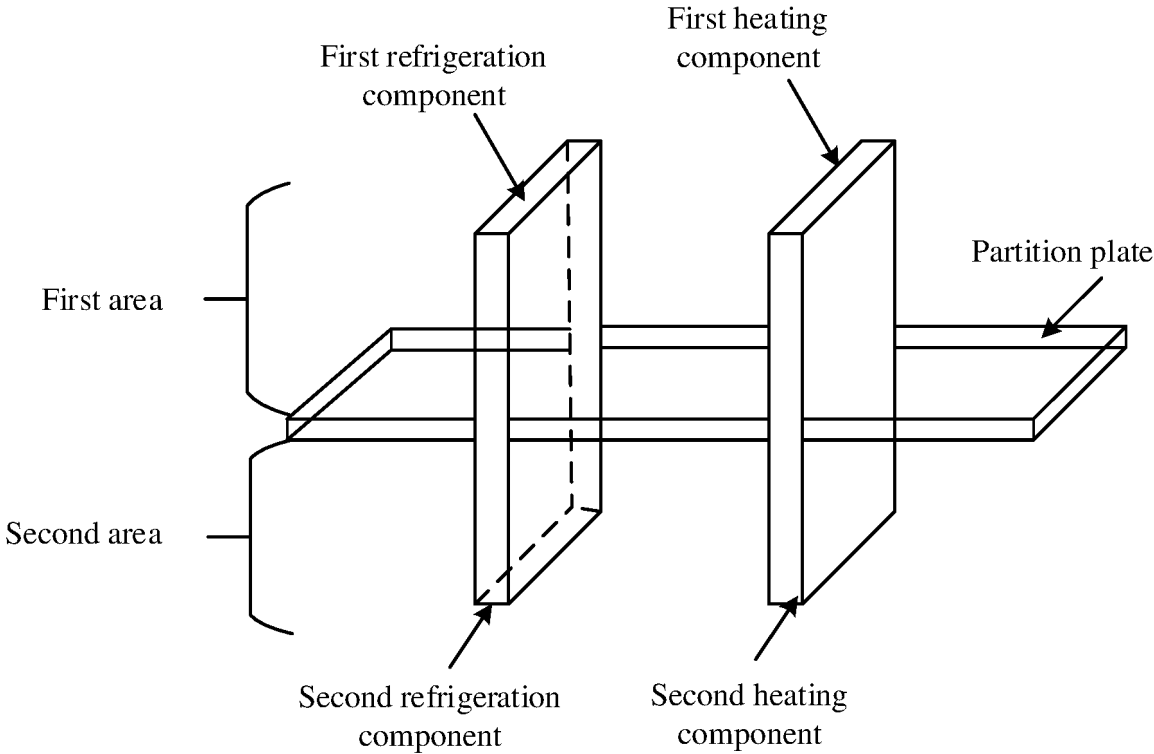 First heating
component
First refrigeration
component
Partition plate
First area
Second area
Second refrigeration
component
Second heating
component